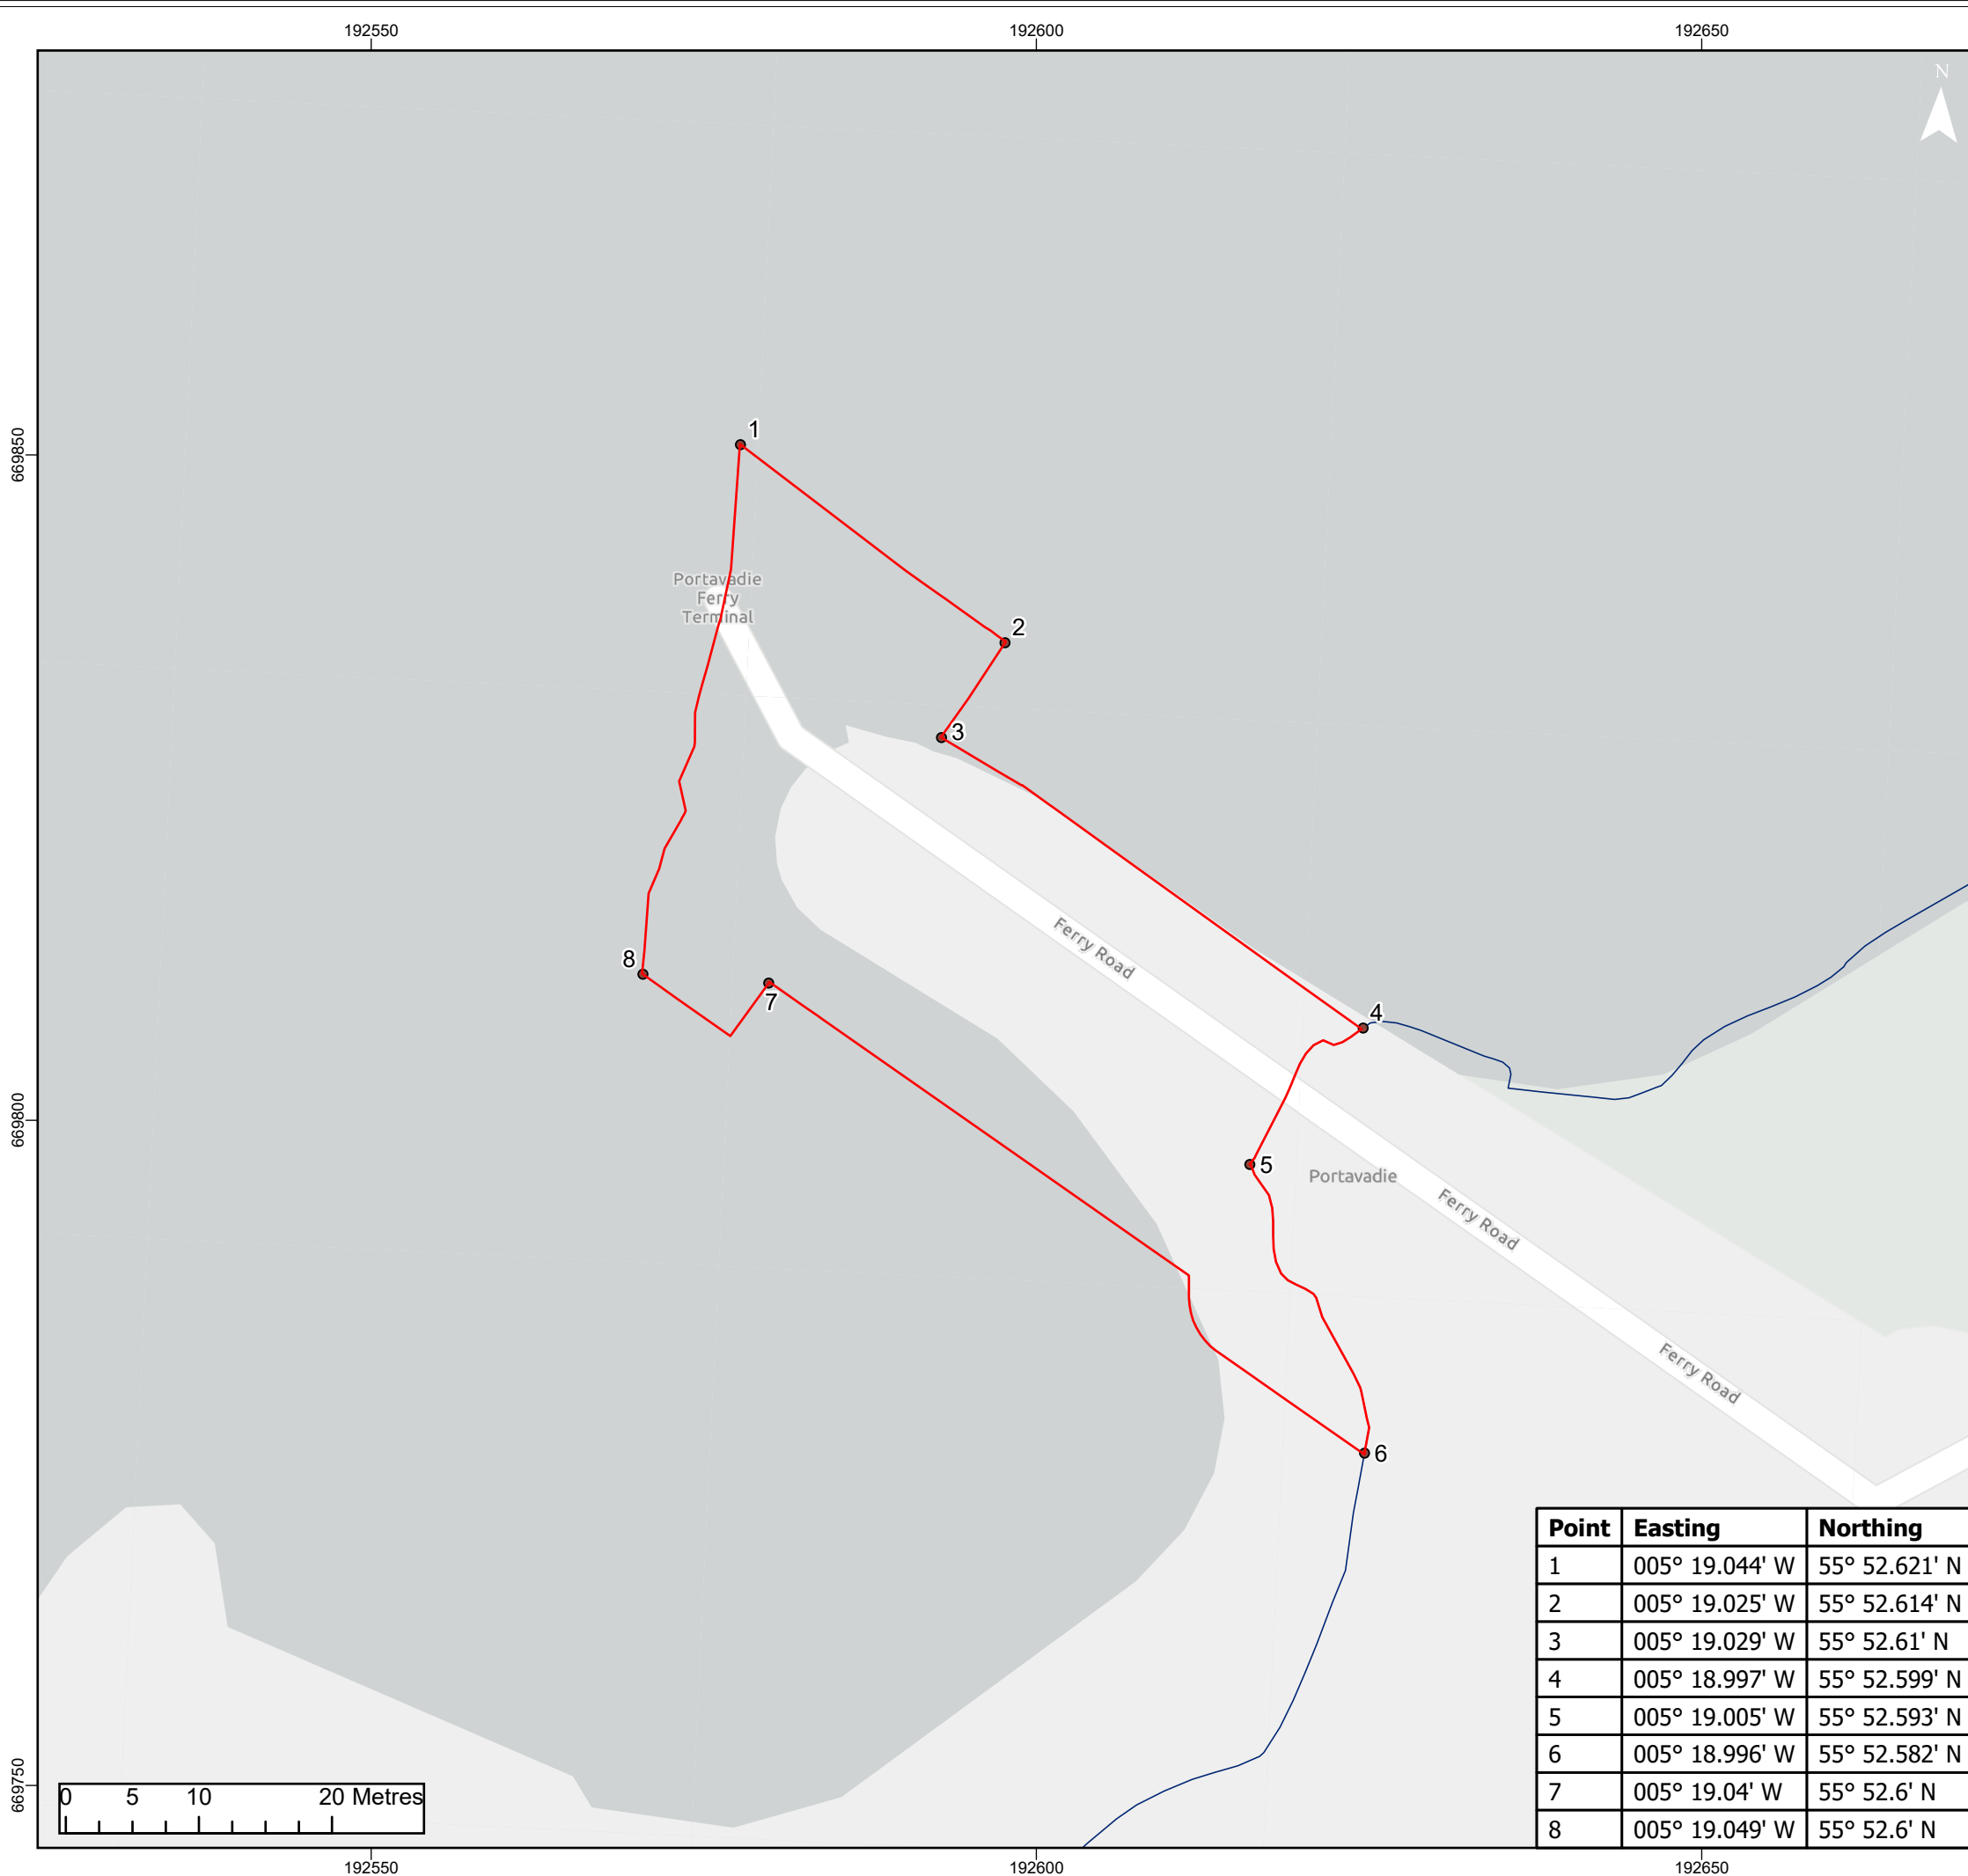 192550 192600 192650
N
669850
1
Portavadie
Ferry
Terminal
2
3
Ferry Road
8
7
4
669800
5
Portavadie
Ferry Road
Ferry Road
6
Point Easting Northing
1 005° 19.044' W 55° 52.621' N
2 005° 19.025' W 55° 52.614' N
3 005° 19.029' W 55° 52.61' N
4 005° 18.997' W 55° 52.599' N
5 005° 19.005' W 55° 52.593' N
6 005° 18.996' W 55° 52.582' N
7 005° 19.04' W 55° 52.6' N
8 005° 19.049' W 55° 52.6' N
669750
0 5 10 20 Metres
192550 192600 192650